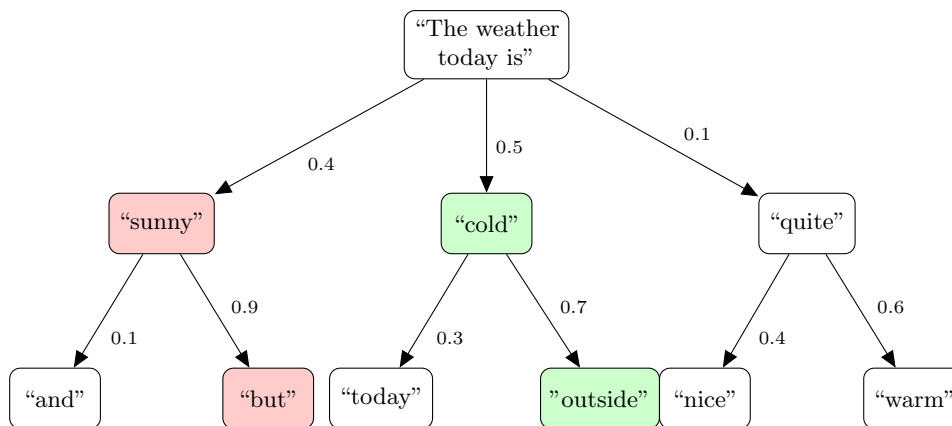 “The weather
today is”
0.4
0.5
0.1
“sunny”
“cold”
“quite”
0.1
0.9
0.3
0.7
0.4
0.6
“and”
“but”
“today”
”outside”
“nice”
“warm”